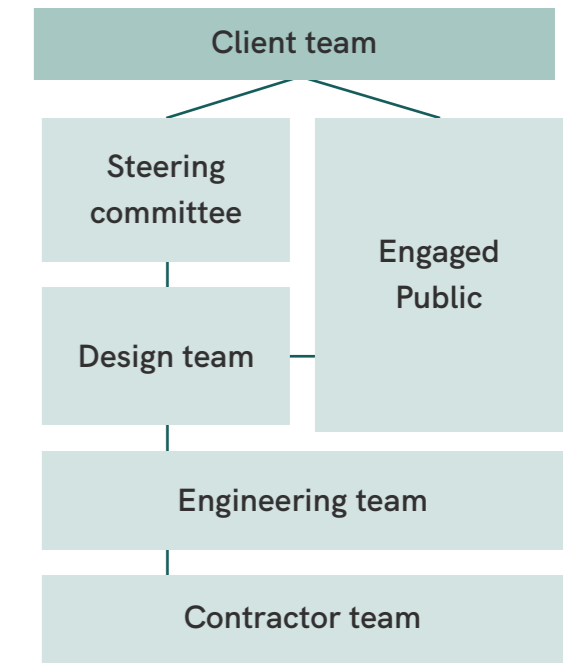 Client team
Steering
committee
Engaged
Public
Design team
Engineering team
Contractor team